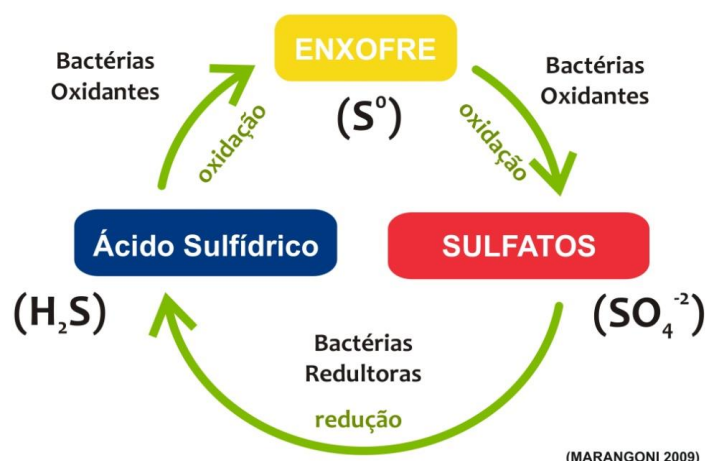 ENXOFRE
(S⁰)
Bactérias
Oxidantes
oxidação
Bactérias
Oxidantes
oxidação
Ácido Sulfídrico
(H₂S)
SULFATOS
(SO₄⁻²)
Bactérias
Redultoras
redução
(MARANGONI 2009)